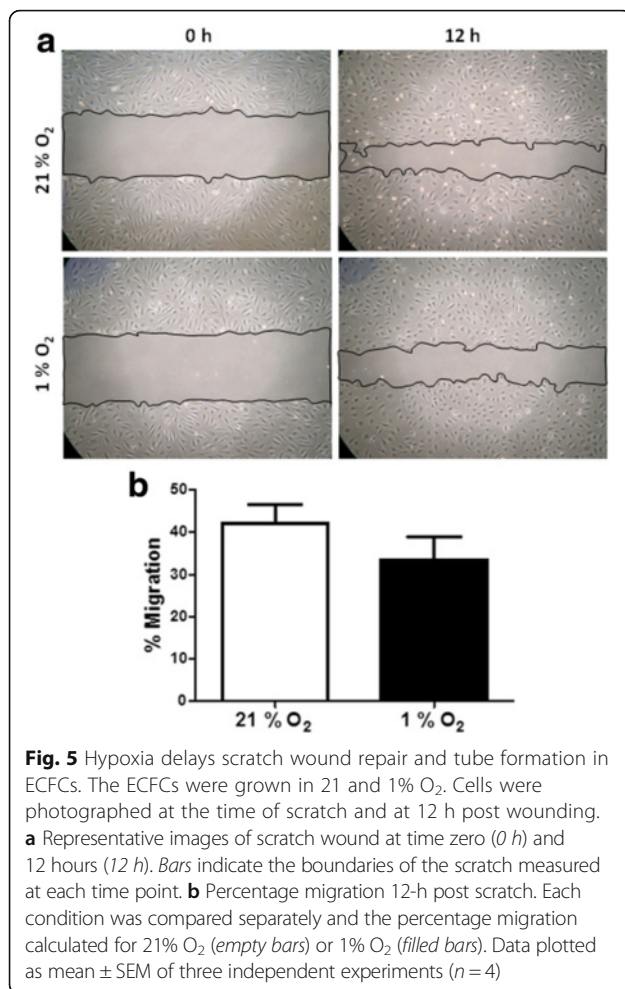 a
0 h
12 h
21 % O₂
1 % O₂
b
50
40
30
20
10
0
% Migration
21 % O₂
1 % O₂
Fig. 5 Hypoxia delays scratch wound repair and tube formation in
ECFCs. The ECFCs were grown in 21 and 1% O₂. Cells were
photographed at the time of scratch and at 12 h post wounding.
a Representative images of scratch wound at time zero (0 h) and
12 hours (12 h). Bars indicate the boundaries of the scratch measured
at each time point. b Percentage migration 12-h post scratch. Each
condition was compared separately and the percentage migration
calculated for 21% O₂ (empty bars) or 1% O₂ (filled bars). Data plotted
as mean ± SEM of three independent experiments (n = 4)